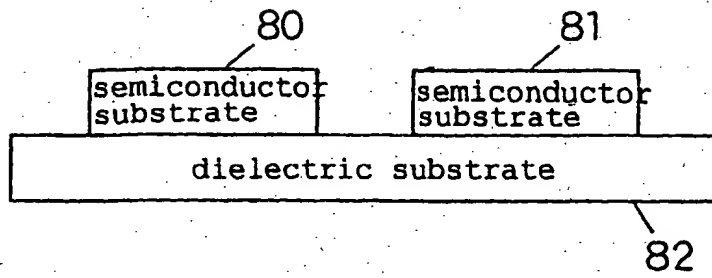 80
81
semiconductor
substrate
semiconductor
substrate
dielectric substrate
82